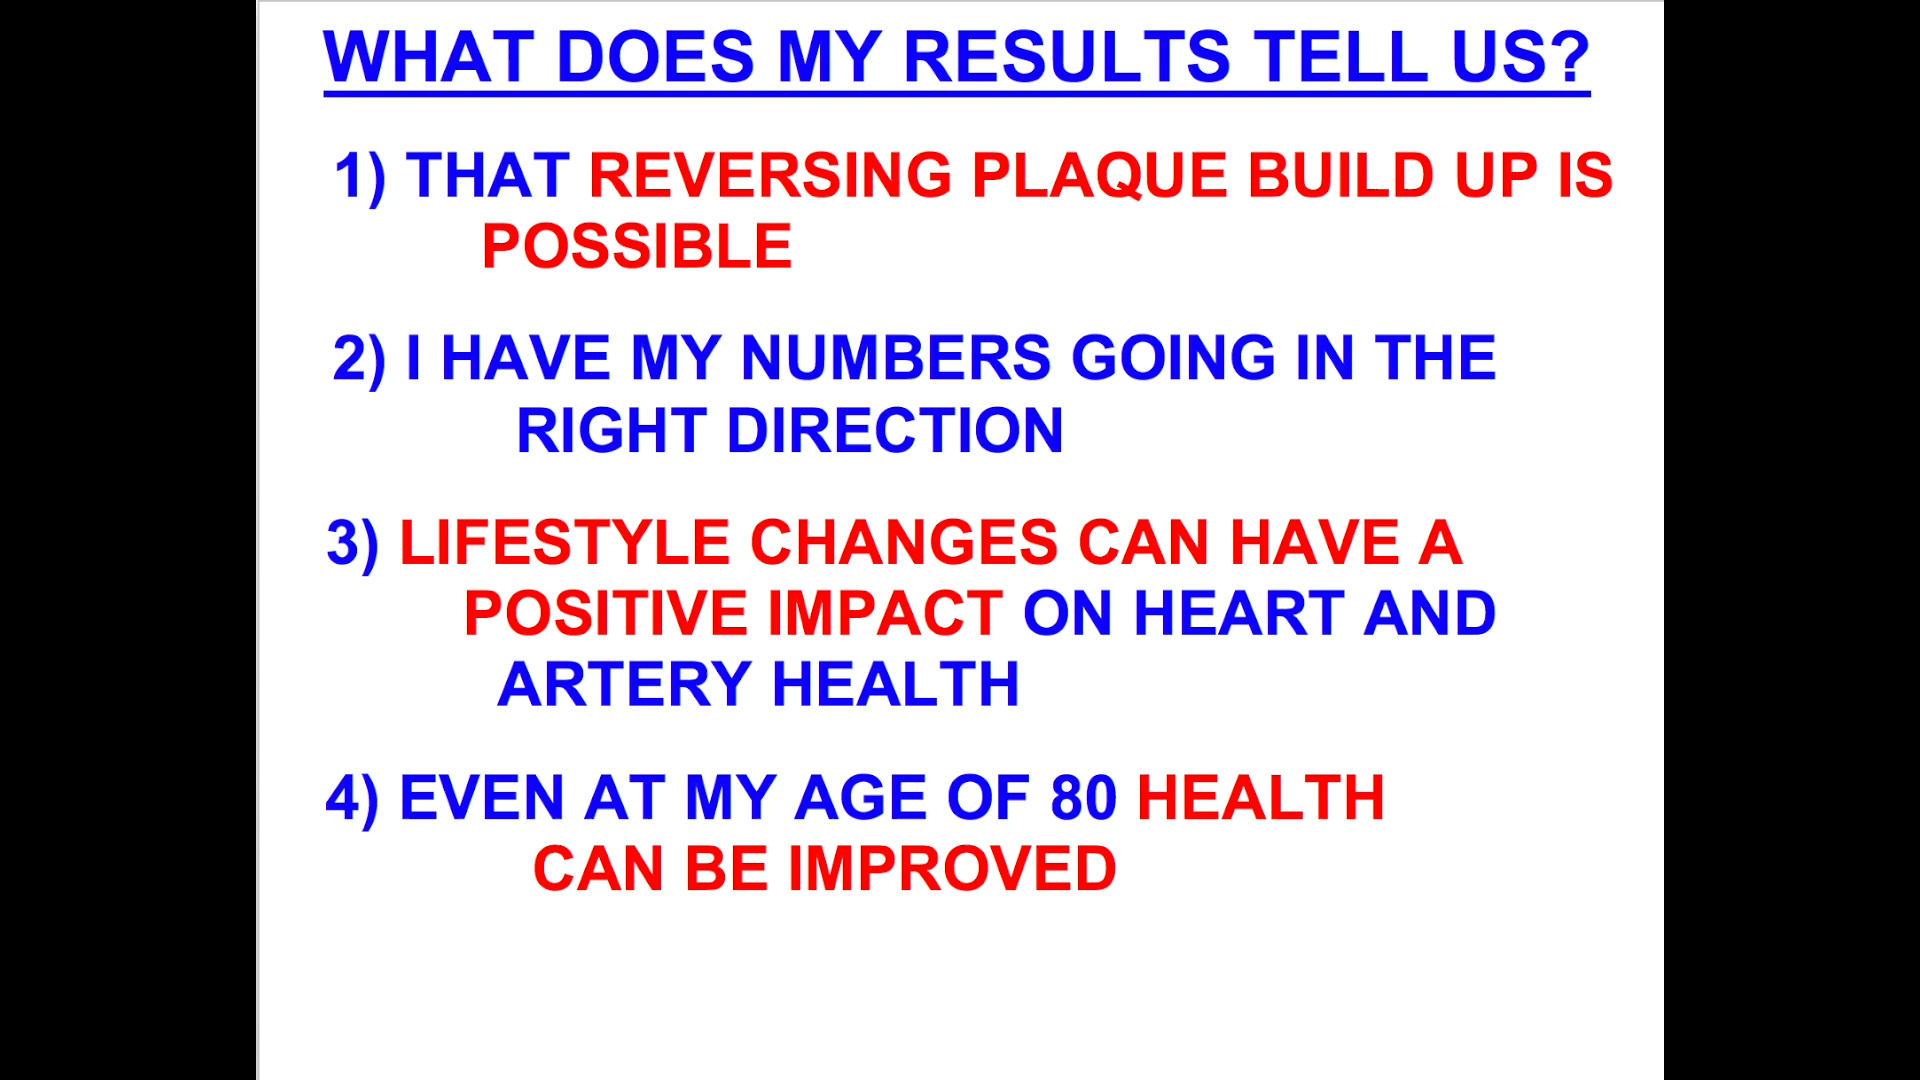 WHAT DOES MY RESULTS TELL US?
1) THAT REVERSING PLAQUE BUILD UP IS
POSSIBLE
2) I HAVE MY NUMBERS GOING IN THE
RIGHT DIRECTION
3) LIFESTYLE CHANGES CAN HAVE A
POSITIVE IMPACT ON HEART AND
ARTERY HEALTH
4) EVEN AT MY AGE OF 80 HEALTH
CAN BE IMPROVED